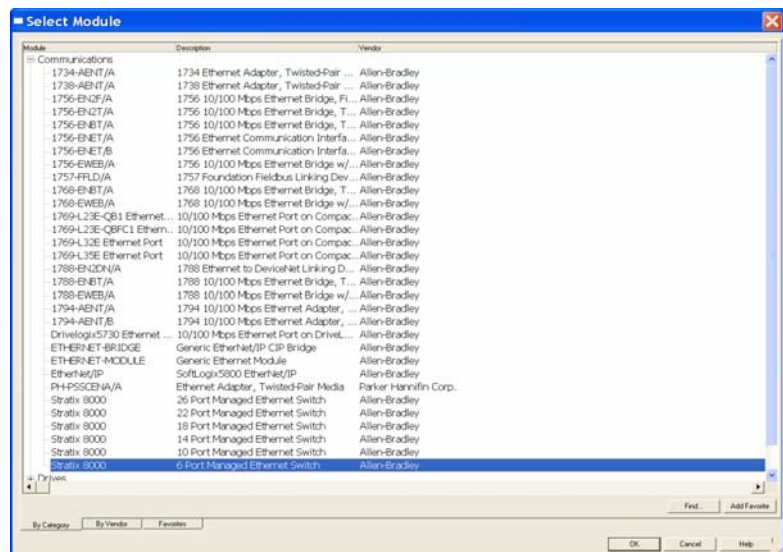 Select Module
Module Description Vendor
Communications
1734-AENT/A 1734 Ethernet Adapter, Twisted-Pair ... Allen-Bradley
1738-AENT/A 1738 Ethernet Adapter, Twisted-Pair ... Allen-Bradley
1756-EN2F/A 1756 10/100 Mbps Ethernet Bridge, Fi... Allen-Bradley
1756-EN2T/A 1756 10/100 Mbps Ethernet Bridge, T... Allen-Bradley
1756-ENBT/A 1756 10/100 Mbps Ethernet Bridge, T... Allen-Bradley
1756-ENET/A 1756 Ethernet Communication Interfa... Allen-Bradley
1756-ENET/B 1756 Ethernet Communication Interfa... Allen-Bradley
1756-EWEB/A 1756 10/100 Mbps Ethernet Bridge w/... Allen-Bradley
1757-FFLD/A 1757 Foundation Fieldbus Linking Dev... Allen-Bradley
1768-ENBT/A 1768 10/100 Mbps Ethernet Bridge, T... Allen-Bradley
1768-EWEB/A 1768 10/100 Mbps Ethernet Bridge w/... Allen-Bradley
1769-L23E-QB1 Ethernet... 10/100 Mbps Ethernet Port on Compac... Allen-Bradley
1769-L23E-QBFC1 Ethern... 10/100 Mbps Ethernet Port on Compac... Allen-Bradley
1769-L32E Ethernet Port 10/100 Mbps Ethernet Port on Compac... Allen-Bradley
1769-L35E Ethernet Port 10/100 Mbps Ethernet Port on Compac... Allen-Bradley
1788-EN2DN/A 1788 Ethernet to DeviceNet Linking D... Allen-Bradley
1788-ENBT/A 1788 10/100 Mbps Ethernet Bridge, T... Allen-Bradley
1788-EWEB/A 1788 10/100 Mbps Ethernet Bridge w/... Allen-Bradley
1794-AENT/A 1794 10/100 Mbps Ethernet Adapter, ... Allen-Bradley
1794-AENT/B 1794 10/100 Mbps Ethernet Adapter, ... Allen-Bradley
Drivelogix5730 Ethernet ... 10/100 Mbps Ethernet Port on DriveL... Allen-Bradley
ETHERNET-BRIDGE Generic EtherNet/IP CIP Bridge Allen-Bradley
ETHERNET-MODULE Generic Ethernet Module Allen-Bradley
EtherNet/IP SoftLogix5800 EtherNet/IP Allen-Bradley
PH-PSSCENA/A Ethernet Adapter, Twisted-Pair Media Parker Hannifin Corp.
Stratix 8000 26 Port Managed Ethernet Switch Allen-Bradley
Stratix 8000 22 Port Managed Ethernet Switch Allen-Bradley
Stratix 8000 18 Port Managed Ethernet Switch Allen-Bradley
Stratix 8000 14 Port Managed Ethernet Switch Allen-Bradley
Stratix 8000 10 Port Managed Ethernet Switch Allen-Bradley
Stratix 8000 6 Port Managed Ethernet Switch Allen-Bradley
Drives
Find... Add Favorite
By Category By Vendor Favorites
OK Cancel Help